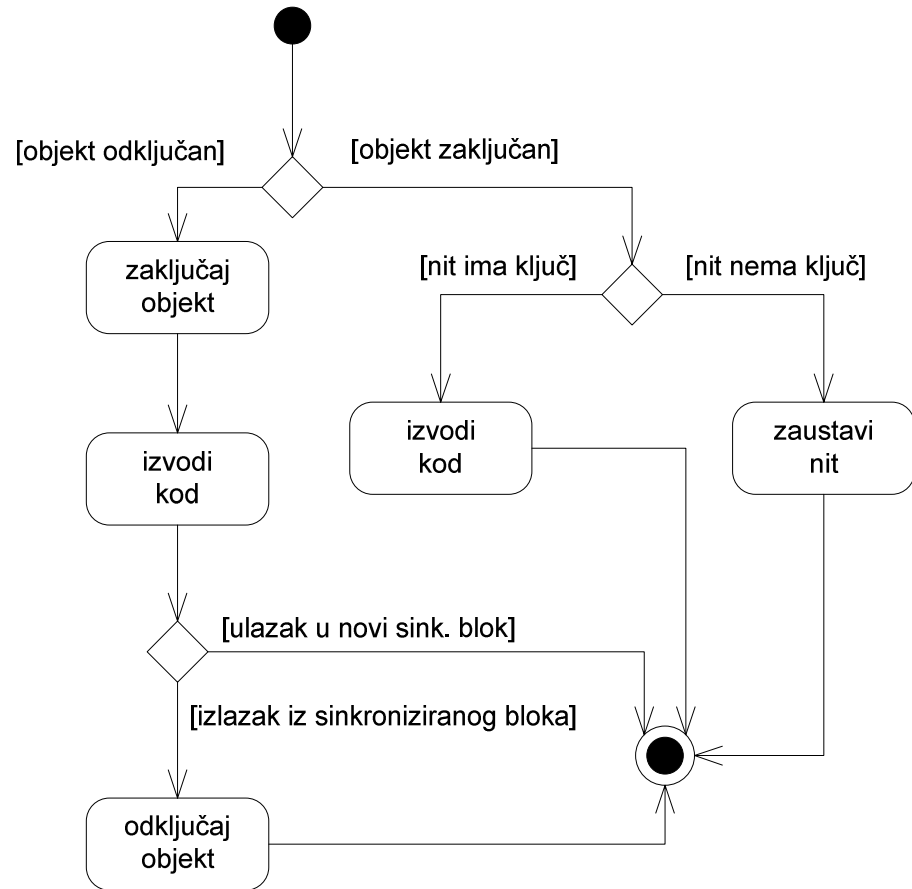 [objekt odključan]
[objekt zaključan]
zaključaj
objekt
[nit ima ključ]
[nit nema ključ]
izvodi
kod
izvodi
kod
zaustavi
nit
[ulazak u novi sink. blok]
[izlazak iz sinkroniziranog bloka]
odključaj
objekt